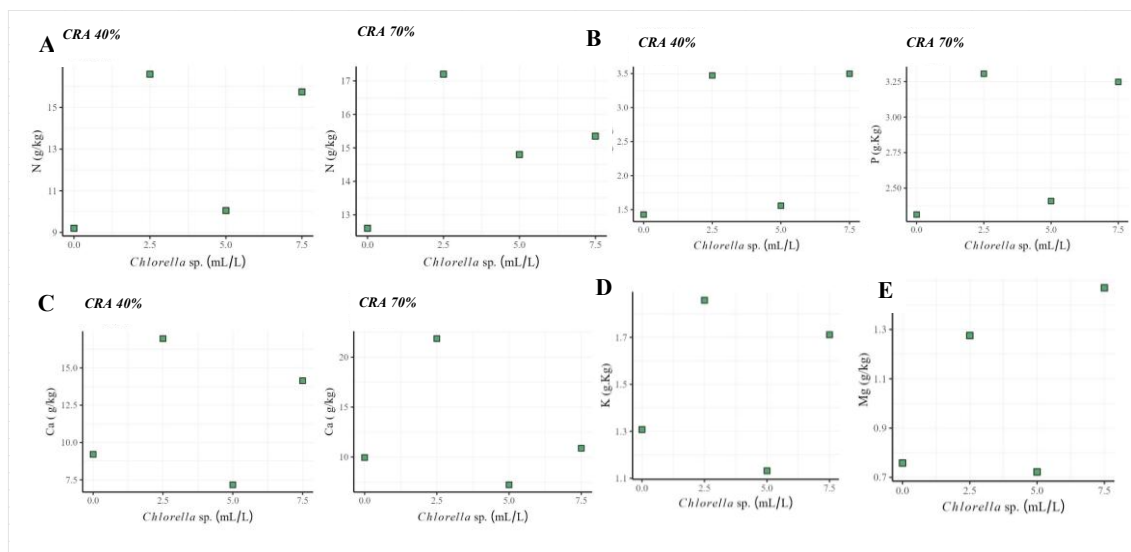 A
CRA 40%
N (g/kg)
15
13
11
9
0.0 2.5 5.0 7.5
Chlorella sp. (mL/L)
CRA 70%
N (g/kg)
17
16
15
14
13
0.0 2.5 5.0 7.5
Chlorella sp. (mL/L)
B
CRA 40%
3.5
3.0
2.5
2.0
1.5
0.0 2.5 5.0 7.5
Chlorella sp. (mL/L)
CRA 70%
P (g.Kg)
3.25
3.00
2.75
2.50
0.0 2.5 5.0 7.5
Chlorella sp. (mL/L)
C
CRA 40%
Ca ( g/kg)
15.0
12.5
10.0
7.5
0.0 2.5 5.0 7.5
Chlorella sp. (mL/L)
CRA 70%
Ca ( g/kg)
20
15
10
0.0 2.5 5.0 7.5
Chlorella sp. (mL/L)
D
K (g.Kg)
1.7
1.5
1.3
1.1
0.0 2.5 5.0 7.5
Chlorella sp. (mL/L)
E
Mg (g/kg)
1.3
1.1
0.9
0.7
0.0 2.5 5.0 7.5
Chlorella sp. (mL/L)